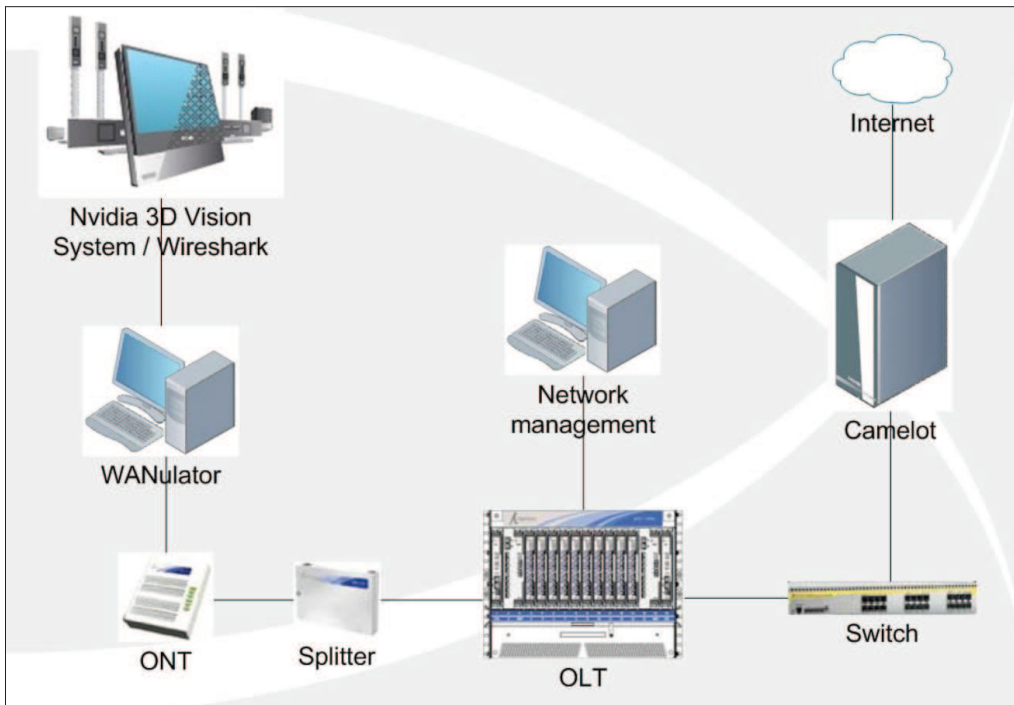 Nvidia 3D Vision
System / Wireshark
Internet
WANulator
Network
management
Camelot
ONT
Splitter
OLT
Switch